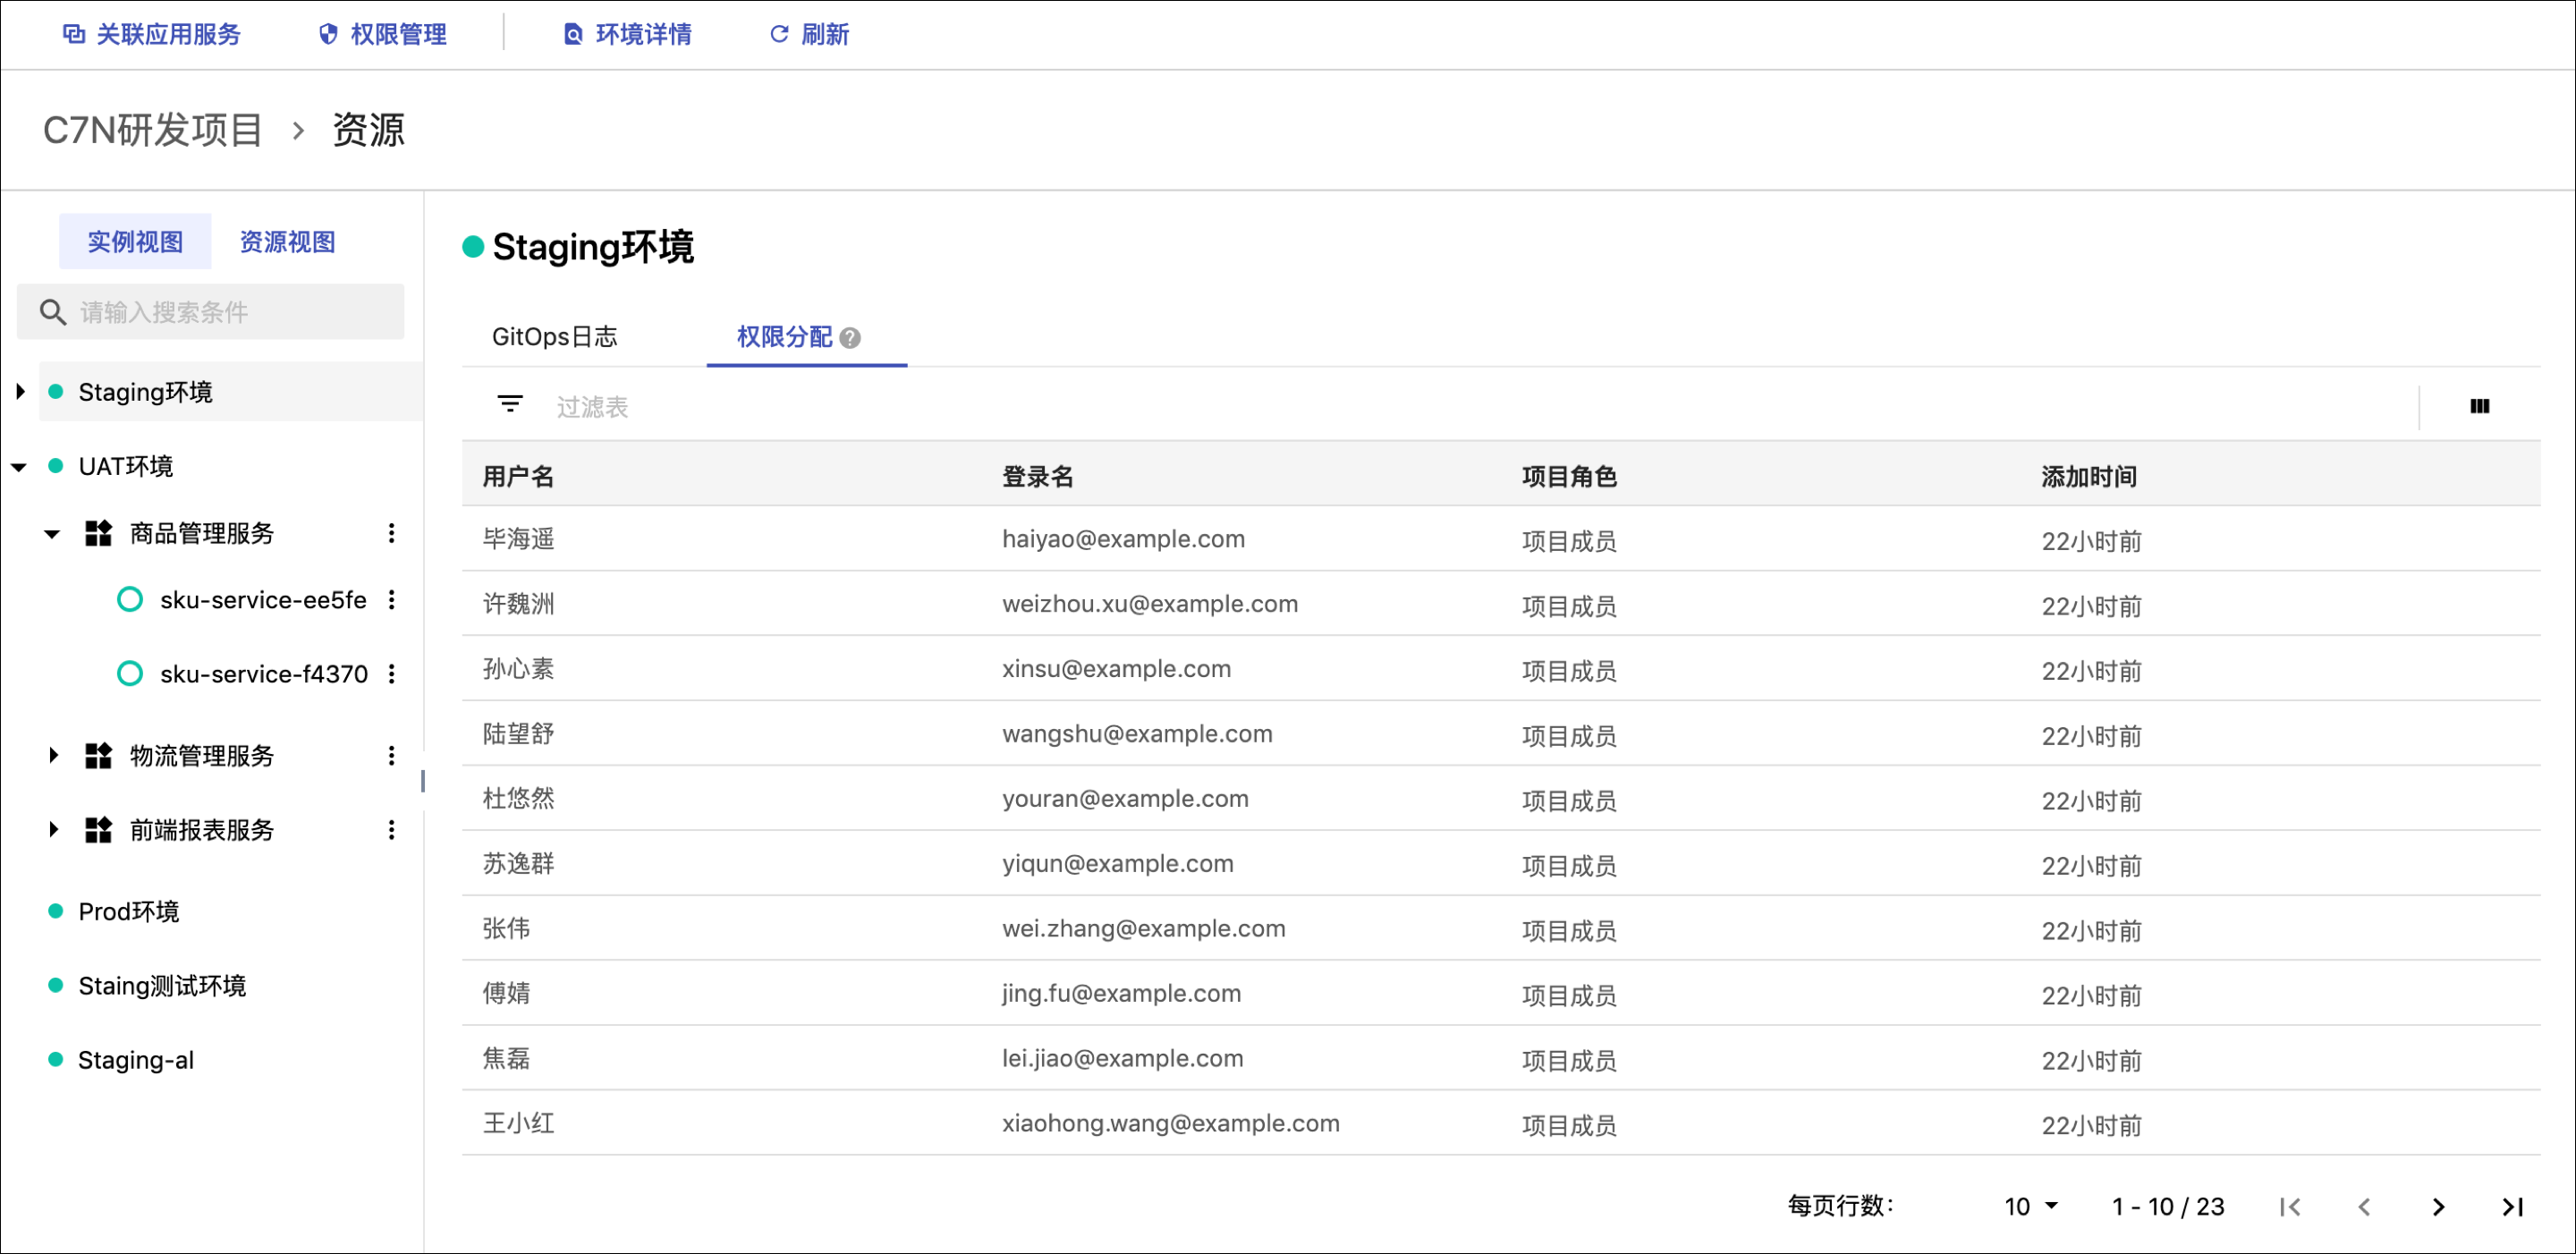 关联应用服务 权限管理 环境详情 刷新
C7N研发项目 › 资源
实例视图 资源视图
请输入搜索条件
Staging环境
UAT环境
商品管理服务
sku-service-ee5fe
sku-service-f4370
物流管理服务
前端报表服务
Prod环境
Staing测试环境
Staging-al
Staging环境
GitOps日志 权限分配
过滤表
用户名 登录名 项目角色 添加时间
毕海遥 haiyao@example.com 项目成员 22小时前
许魏洲 weizhou.xu@example.com 项目成员 22小时前
孙心素 xinsu@example.com 项目成员 22小时前
陆望舒 wangshu@example.com 项目成员 22小时前
杜悠然 youran@example.com 项目成员 22小时前
苏逸群 yiqun@example.com 项目成员 22小时前
张伟 wei.zhang@example.com 项目成员 22小时前
傅婧 jing.fu@example.com 项目成员 22小时前
焦磊 lei.jiao@example.com 项目成员 22小时前
王小红 xiaohong.wang@example.com 项目成员 22小时前
每页行数： 10 1 - 10 / 23